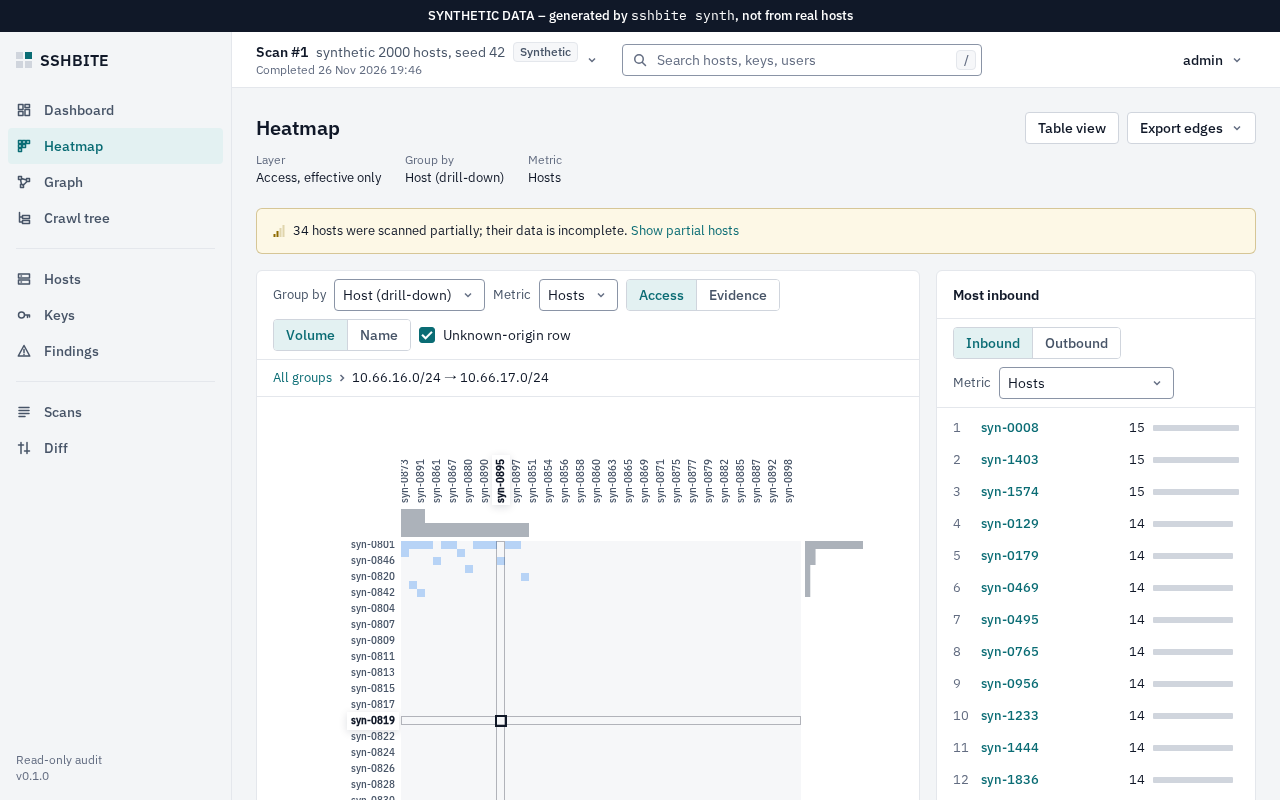 SYNTHETIC DATA – generated by sshbite synth, not from real hosts
SSHBITE
Scan #1 synthetic 2000 hosts, seed 42 Synthetic
Completed 26 Nov 2026 19:46
Search hosts, keys, users /
admin
Dashboard
Heatmap
Graph
Crawl tree
Hosts
Keys
Findings
Scans
Diff
Read-only audit
v0.1.0
Heatmap
Table view
Export edges
Layer
Access, effective only
Group by
Host (drill-down)
Metric
Hosts
34 hosts were scanned partially; their data is incomplete. Show partial hosts
Group by Host (drill-down) Metric Hosts Access Evidence
Volume Name Unknown-origin row
All groups › 10.66.16.0/24 → 10.66.17.0/24
syn-0873
syn-0891
syn-0861
syn-0867
syn-0880
syn-0890
syn-0895
syn-0897
syn-0851
syn-0854
syn-0856
syn-0858
syn-0860
syn-0863
syn-0865
syn-0869
syn-0871
syn-0875
syn-0877
syn-0879
syn-0882
syn-0885
syn-0887
syn-0892
syn-0898
syn-0801
syn-0846
syn-0820
syn-0842
syn-0804
syn-0807
syn-0809
syn-0811
syn-0813
syn-0815
syn-0817
syn-0819
syn-0822
syn-0824
syn-0826
syn-0828
syn-0830
Most inbound
Inbound Outbound
Metric Hosts
1 syn-0008 15
2 syn-1403 15
3 syn-1574 15
4 syn-0129 14
5 syn-0179 14
6 syn-0469 14
7 syn-0495 14
8 syn-0765 14
9 syn-0956 14
10 syn-1233 14
11 syn-1444 14
12 syn-1836 14